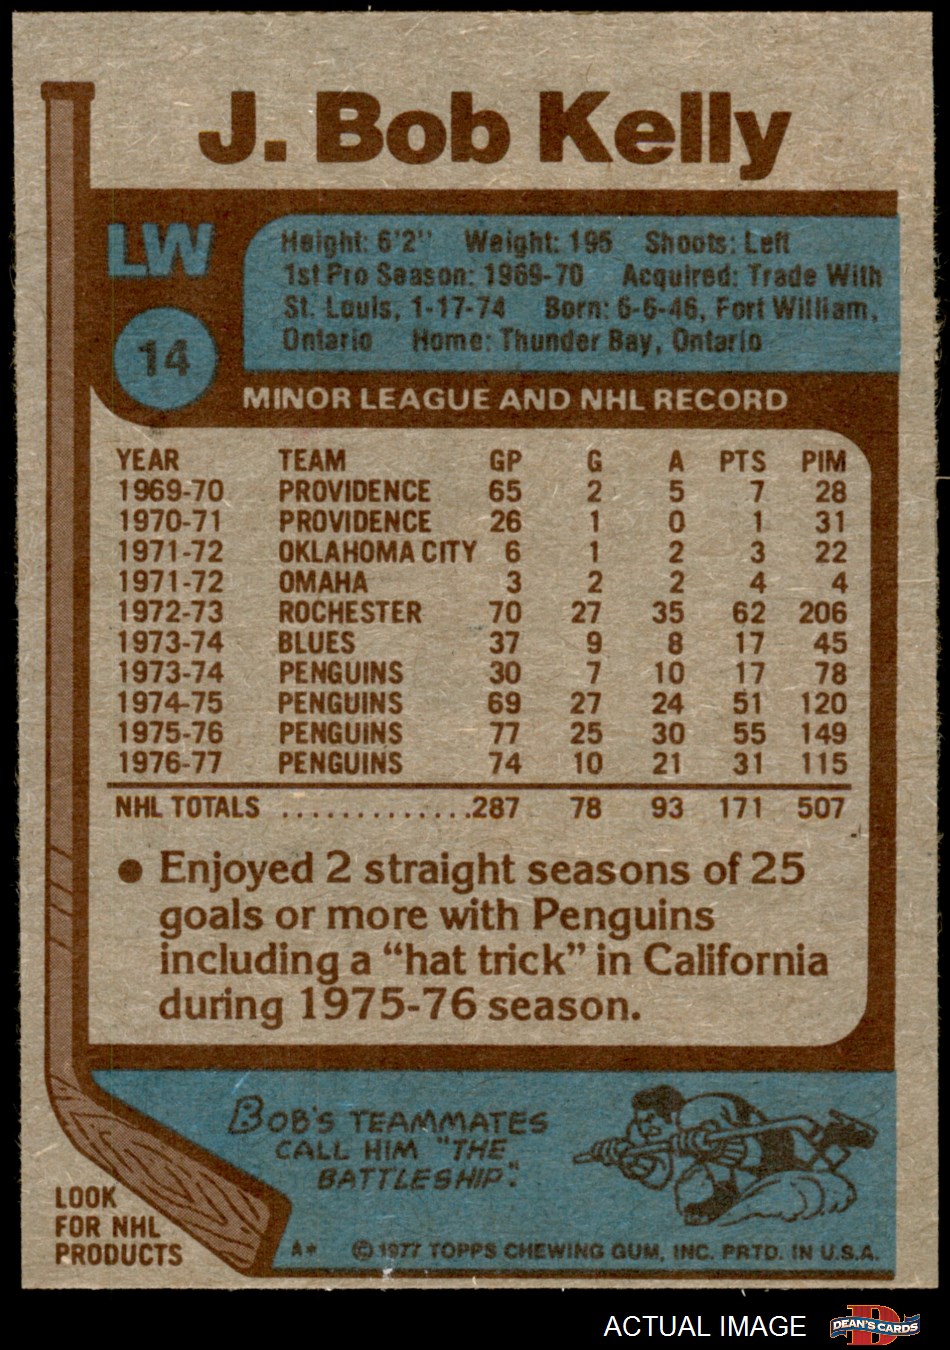 J. Bob Kelly
LW
14
Height: 6'2" Weight: 195 Shoots: Left
1st Pro Season: 1969-70 Acquired: Trade With
St. Louis, 1-17-74 Born: 6-6-46, Fort William,
Ontario Home: Thunder Bay, Ontario
MINOR LEAGUE AND NHL RECORD
YEAR TEAM GP G A PTS PIM
1969-70 PROVIDENCE 65 2 5 7 28
1970-71 PROVIDENCE 26 1 0 1 31
1971-72 OKLAHOMA CITY 6 1 2 3 22
1971-72 OMAHA 3 2 2 4 4
1972-73 ROCHESTER 70 27 35 62 206
1973-74 BLUES 37 9 8 17 45
1973-74 PENGUINS 30 7 10 17 78
1974-75 PENGUINS 69 27 24 51 120
1975-76 PENGUINS 77 25 30 55 149
1976-77 PENGUINS 74 10 21 31 115
NHL TOTALS .............287 78 93 171 507
● Enjoyed 2 straight seasons of 25
goals or more with Penguins
including a “hat trick” in California
during 1975-76 season.
BOB'S TEAMMATES
CALL HIM "THE
BATTLESHIP".
LOOK
FOR NHL
PRODUCTS
A* © 1977 TOPPS CHEWING GUM, INC. PRTD. IN U.S.A.
ACTUAL IMAGE
D
DEAN'S CARDS